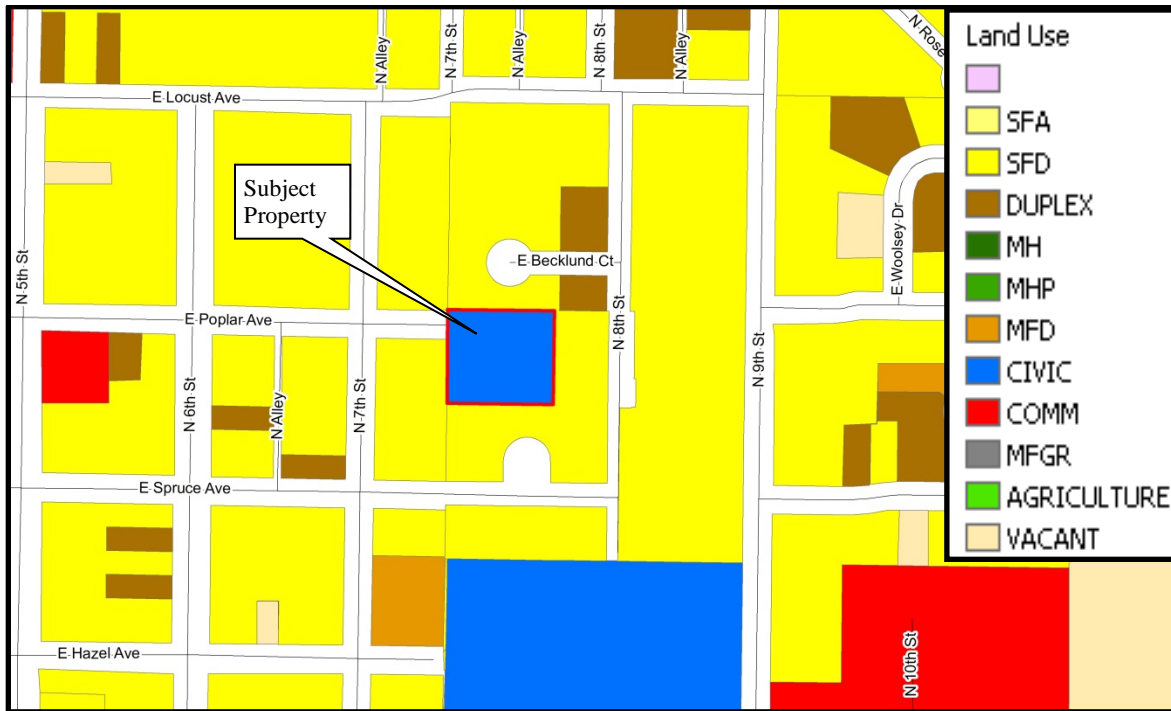 N Alley
N 7th St
N Alley
N 8th St
N Alley
N Rose
E Locust Ave
Subject
Property
N 5th St
E Becklund Ct
E Woolsey Dr
E Poplar Ave
N 8th St
N 9th St
N 6th St
N Alley
N 7th St
E Spruce Ave
E Hazel Ave
N 10th St
Land Use
SFA
SFD
DUPLEX
MH
MHP
MFD
CIVIC
COMM
MFGR
AGRICULTURE
VACANT